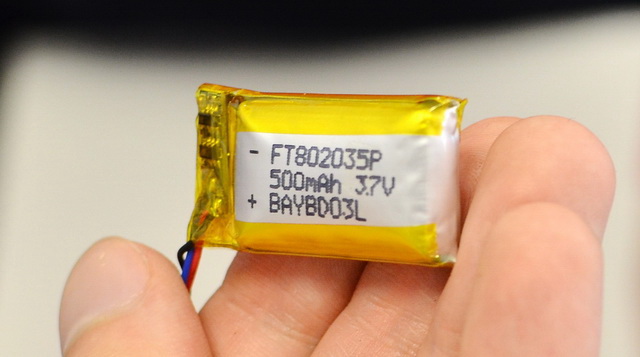 - FT802035P
500mAh 3.7V
+ BAYBD03L